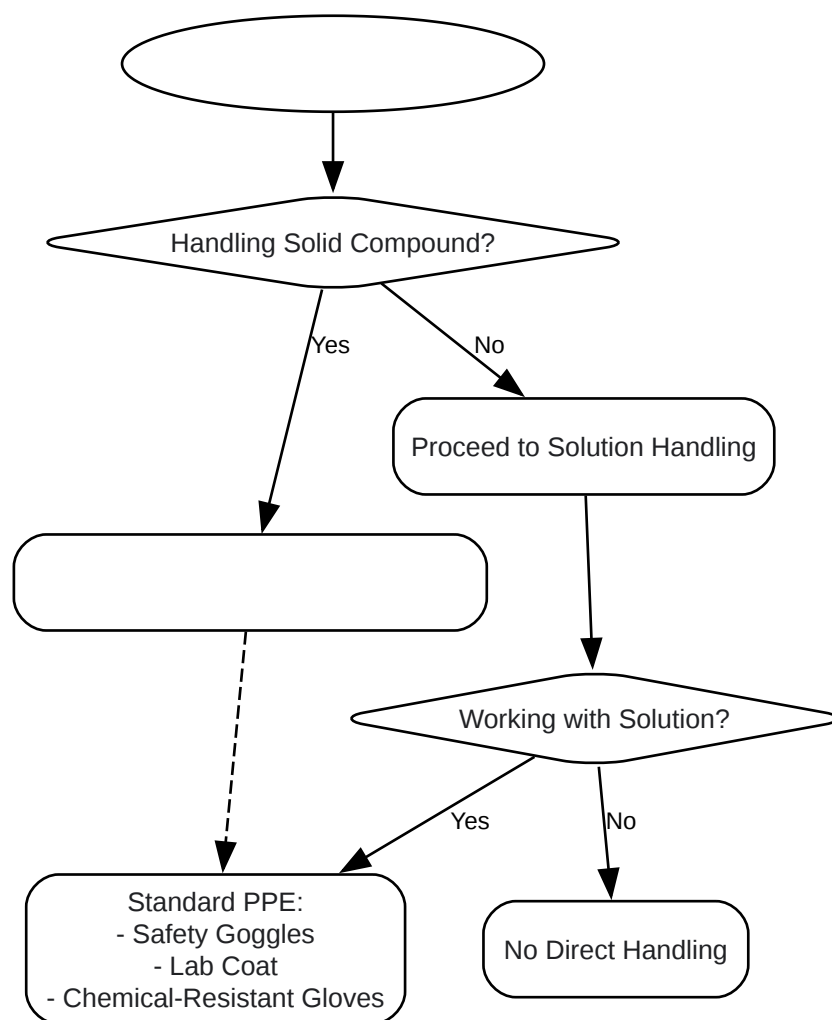 Handling Solid Compound?
Yes
No
Proceed to Solution Handling
Working with Solution?
Yes
No
Standard PPE:
- Safety Goggles
- Lab Coat
- Chemical-Resistant Gloves
No Direct Handling